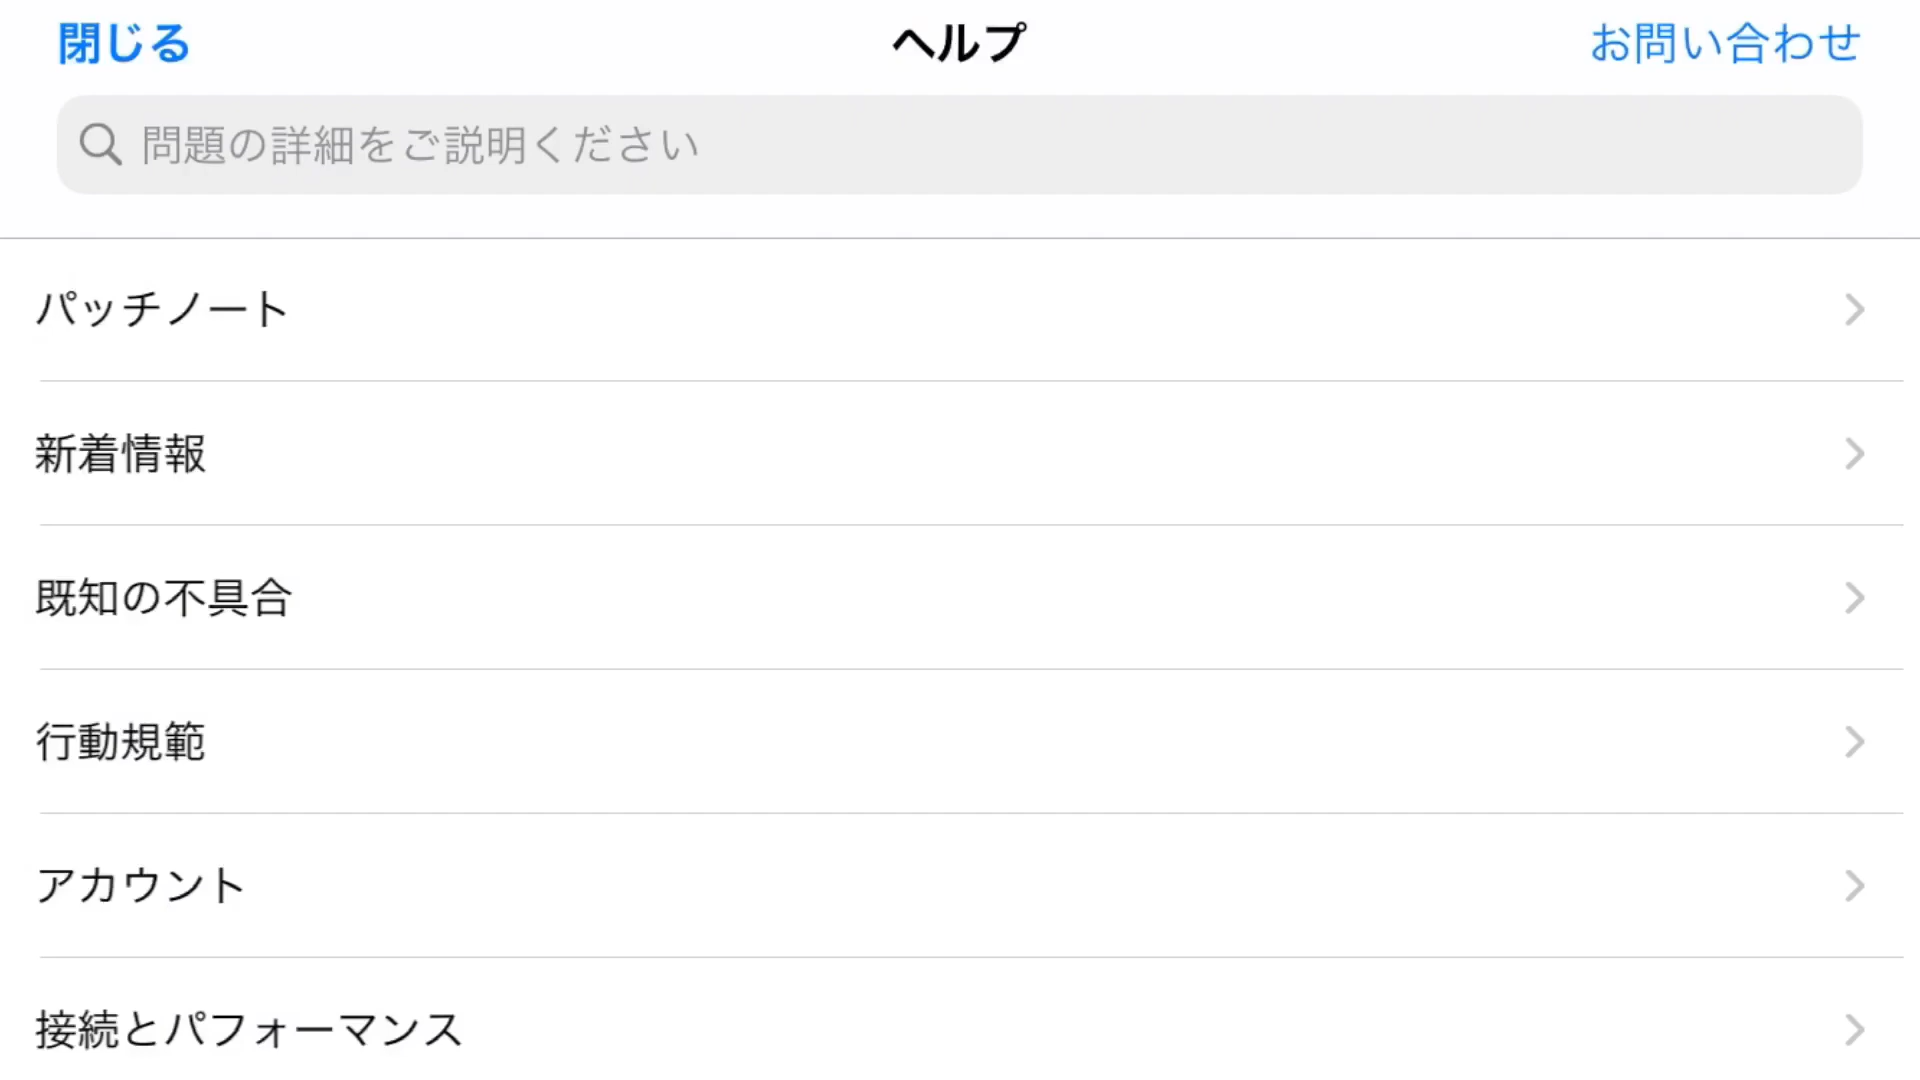 閉じる
ヘルプ
お問い合わせ
問題の詳細をご説明ください
パッチノート
新着情報
既知の不具合
行動規範
アカウント
接続とパフォーマンス